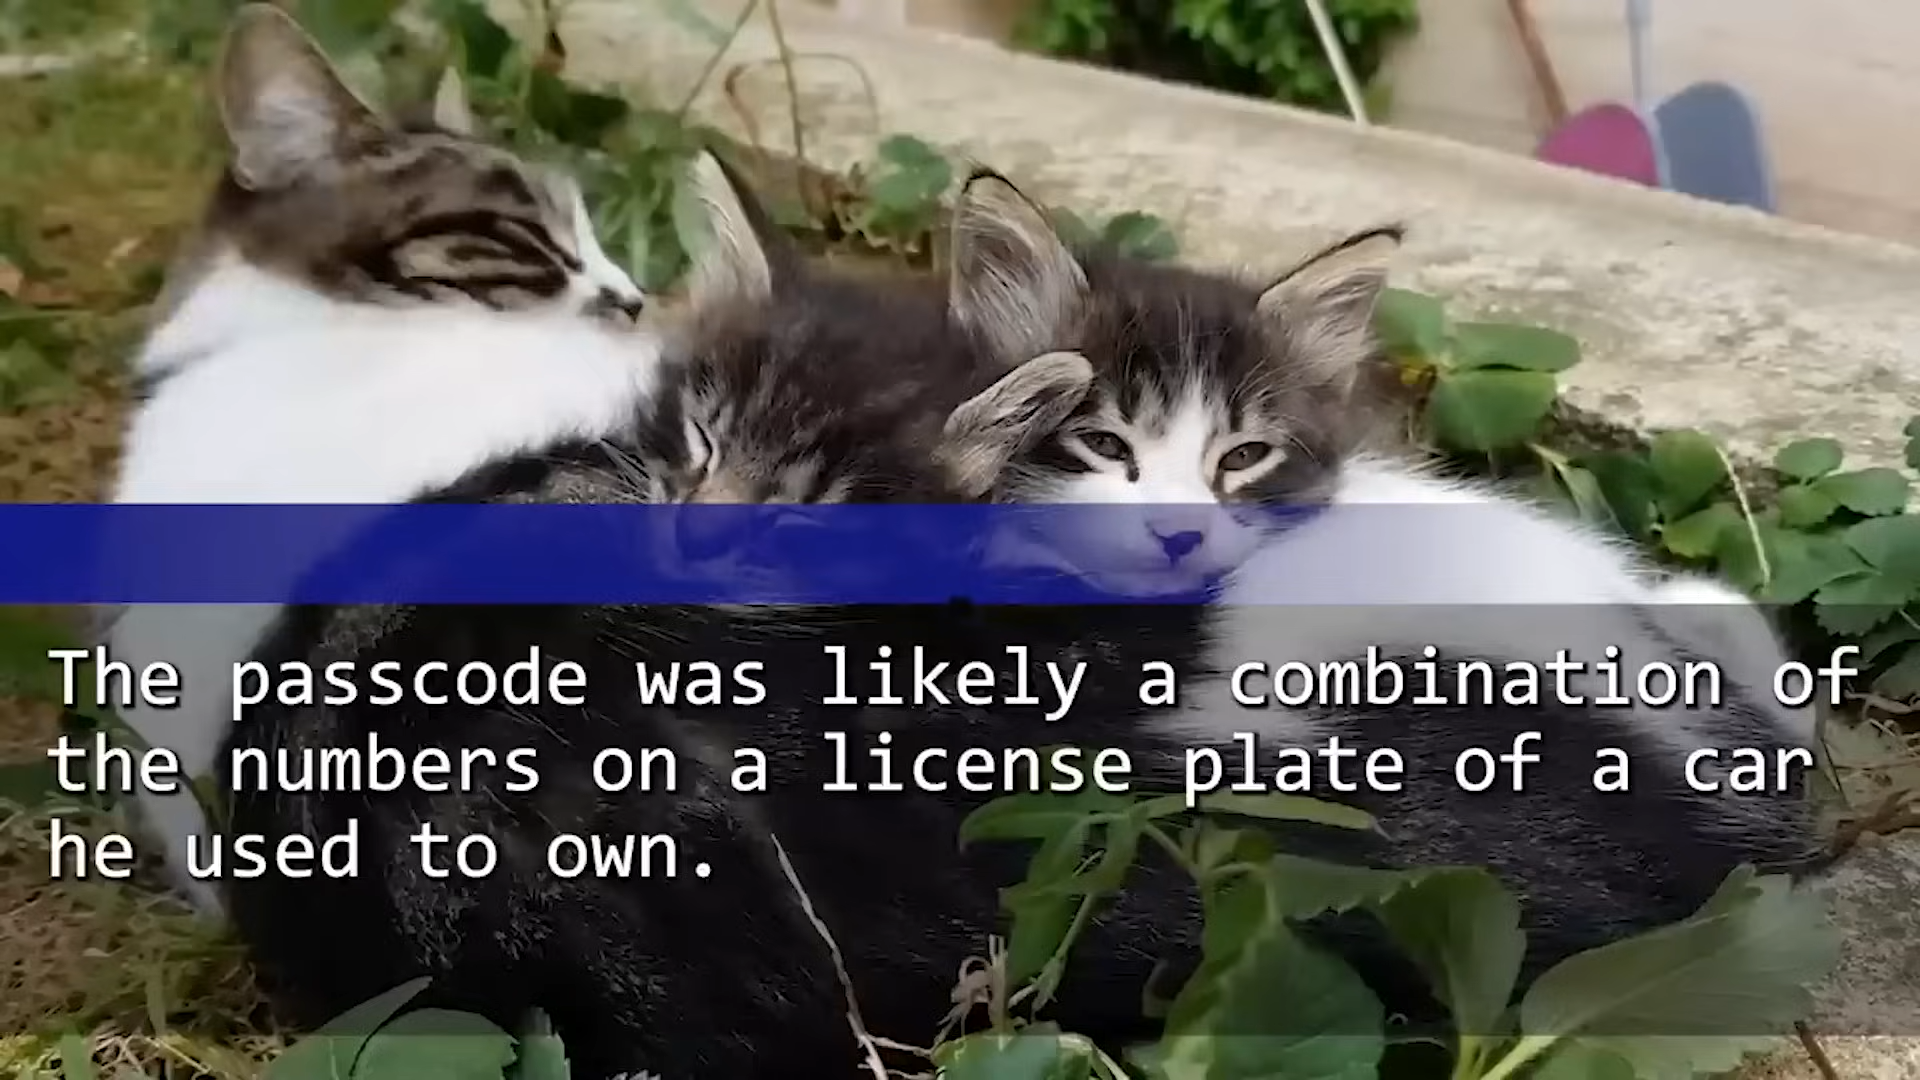 The passcode was likely a combination of
the numbers on a license plate of a car
he used to own.